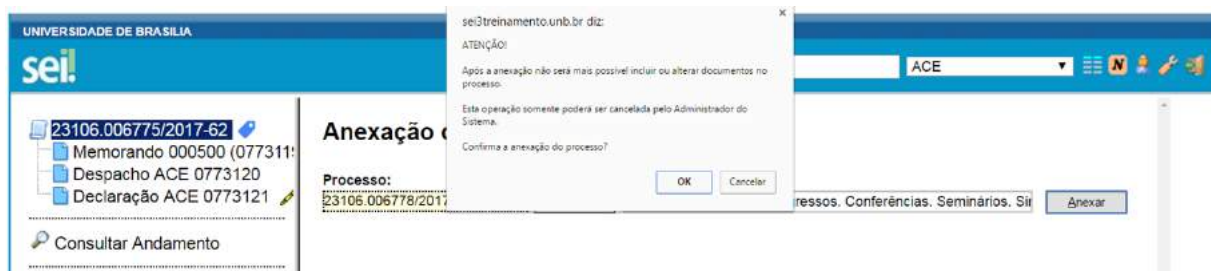 UNIVERSIDADE DE BRASILIA
sei!
sei3treinamento.unb.br diz:
ATENÇÃO!
Após a anexação não será mais possível incluir ou alterar documentos no
processo.
Esta operação somente poderá ser cancelada pelo Administrador do
Sistema.
Confirma a anexação do processo?
OK Cancelar
ACE
N
23106.006775/2017-62
Memorando 000500 (077311
Despacho ACE 0773120
Declaração ACE 0773121
Consultar Andamento
Anexação
Processo:
23106.006778/2017 ressos. Conferências. Seminários. Sir Anexar